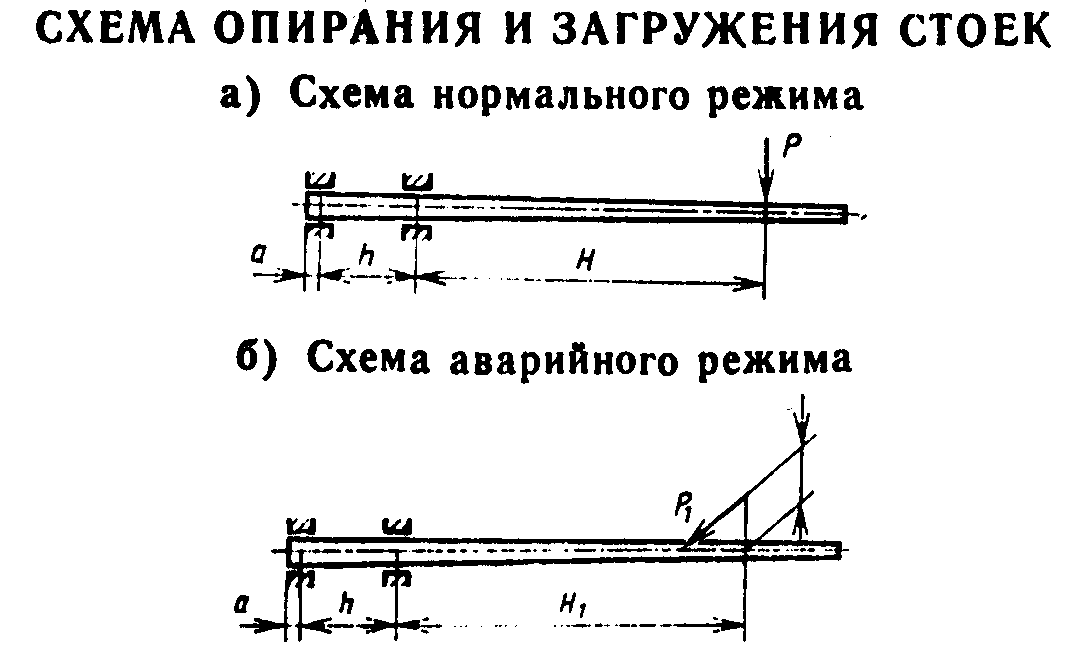 СХЕМА ОПИРАНИЯ И ЗАГРУЖЕНИЯ СТОЕК
а) Схема нормального режима
P
a h H
б) Схема аварийного режима
P₁
a h H₁